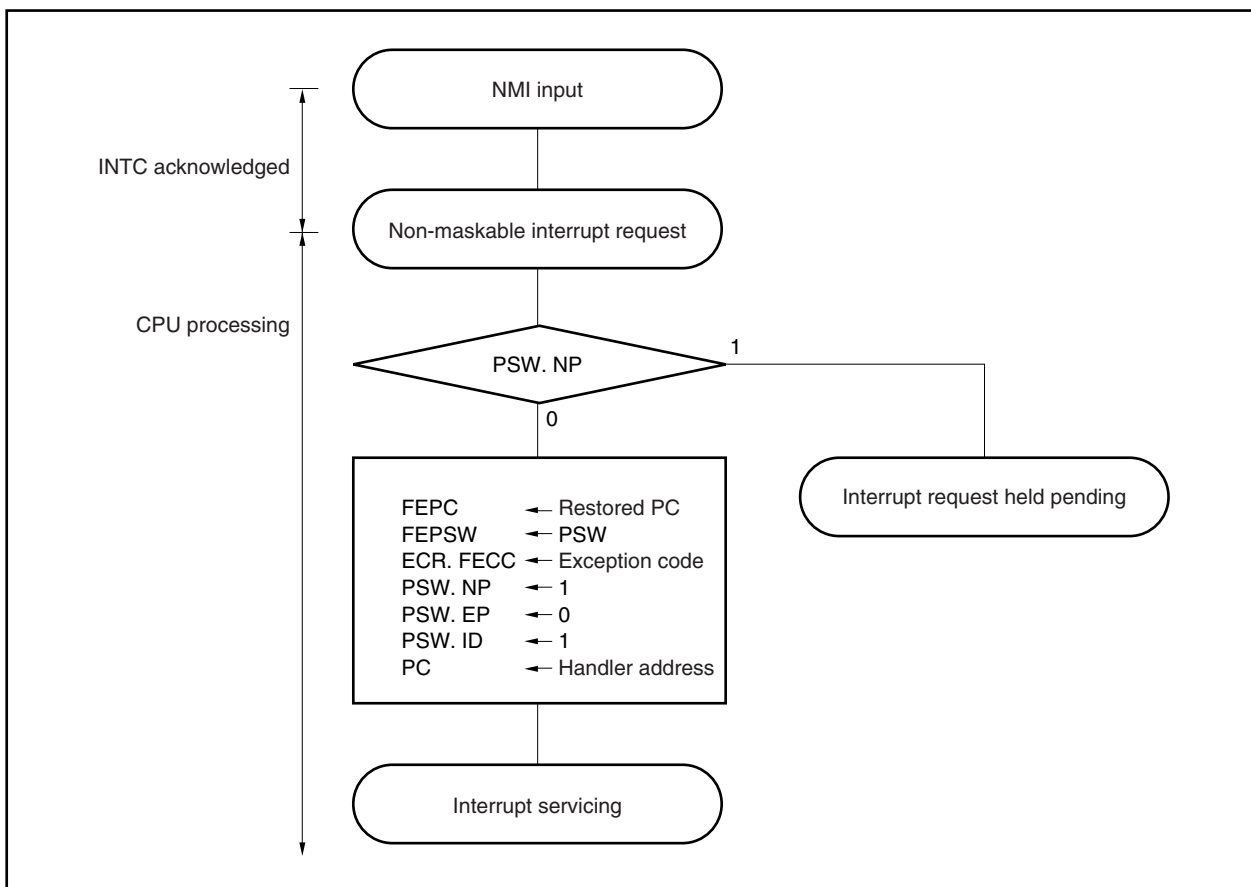 NMI input
INTC acknowledged
Non-maskable interrupt request
CPU processing
PSW. NP
1
0
Interrupt request held pending
FEPC ← Restored PC
FEPSW ← PSW
ECR. FECC ← Exception code
PSW. NP ← 1
PSW. EP ← 0
PSW. ID ← 1
PC ← Handler address
Interrupt servicing